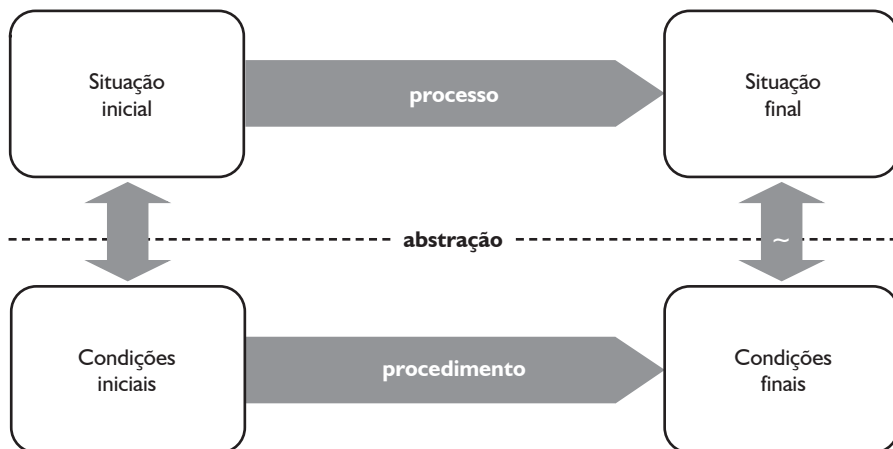 Situação
inicial
processo
Situação
final
abstração
~
Condições
iniciais
procedimento
Condições
finais